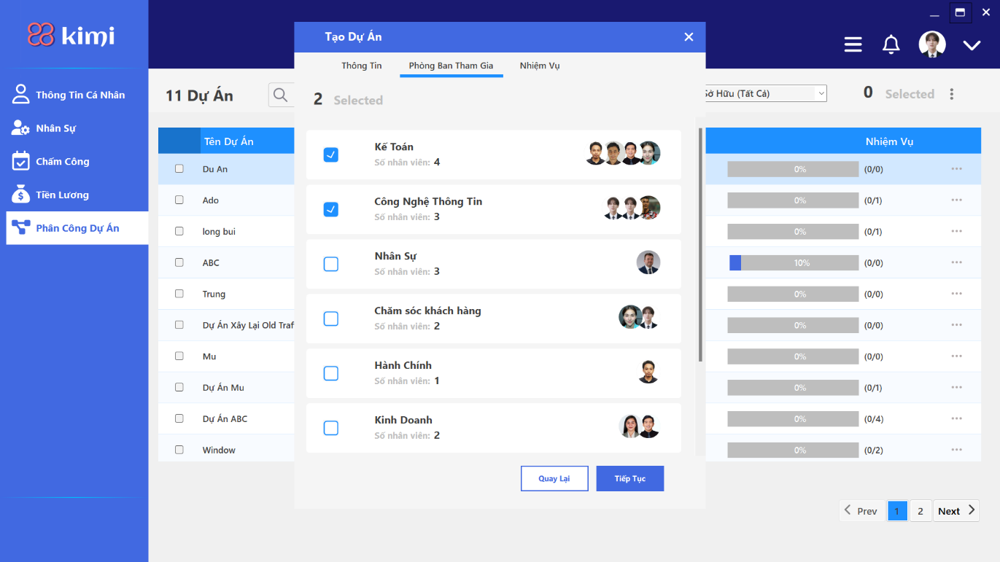 kimi
Thông Tin Cá Nhân
Nhân Sự
Chấm Công
Tiền Lương
Phân Công Dự Án
11 Dự Án
Sở Hữu (Tất Cả)
0 Selected
Tên Dự Án
Nhiệm Vụ
Du An
0% (0/0)
Ado
0% (0/1)
long bui
0% (0/1)
ABC
10% (0/0)
Trung
0% (0/0)
Dự Án Xây Lại Old Traf
0% (0/0)
Mu
0% (0/0)
Dự Án Mu
0% (0/1)
Dự Án ABC
0% (0/4)
Window
0% (0/2)
Prev 1 2 Next
Tạo Dự Án
Thông Tin Phòng Ban Tham Gia Nhiệm Vụ
2 Selected
Kế Toán
Số nhân viên: 4
Công Nghệ Thông Tin
Số nhân viên: 3
Nhân Sự
Số nhân viên: 3
Chăm sóc khách hàng
Số nhân viên: 2
Hành Chính
Số nhân viên: 1
Kinh Doanh
Số nhân viên: 2
Quay Lại Tiếp Tục